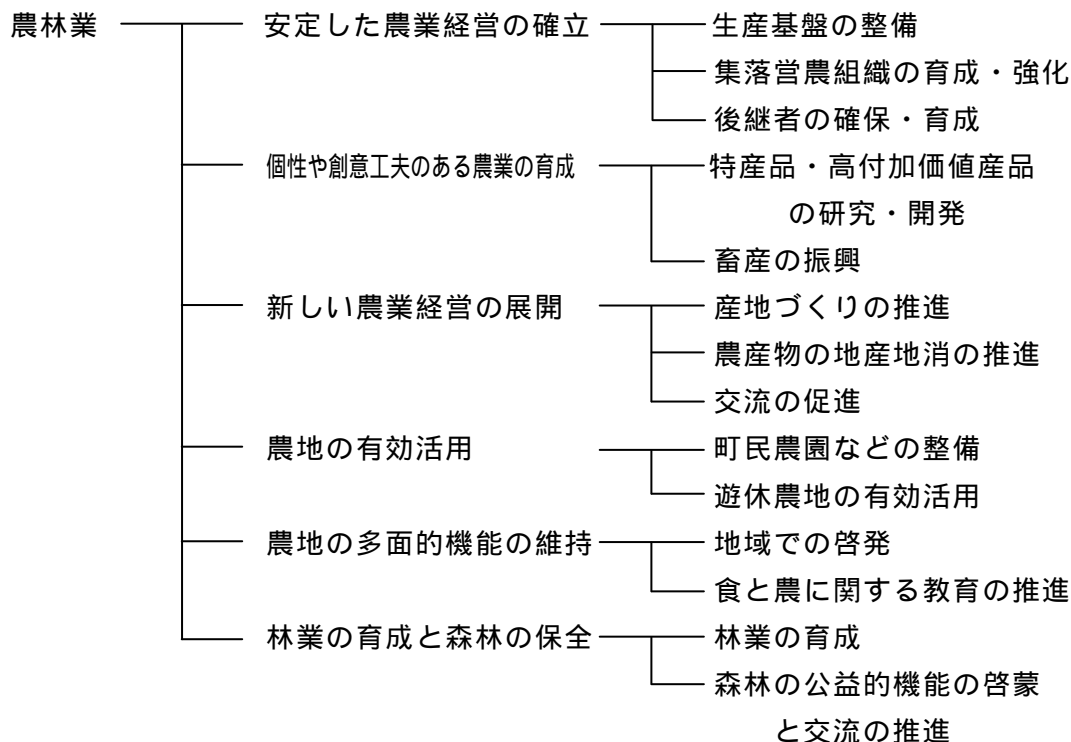 農林業
安定した農業経営の確立
生産基盤の整備
集落営農組織の育成・強化
後継者の確保・育成
個性や創意工夫のある農業の育成
特産品・高付加価値産品
の研究・開発
畜産の振興
新しい農業経営の展開
産地づくりの推進
農産物の地産地消の推進
交流の促進
農地の有効活用
町民農園などの整備
遊休農地の有効活用
農地の多面的機能の維持
地域での啓発
食と農に関する教育の推進
林業の育成と森林の保全
林業の育成
森林の公益的機能の啓蒙
と交流の推進